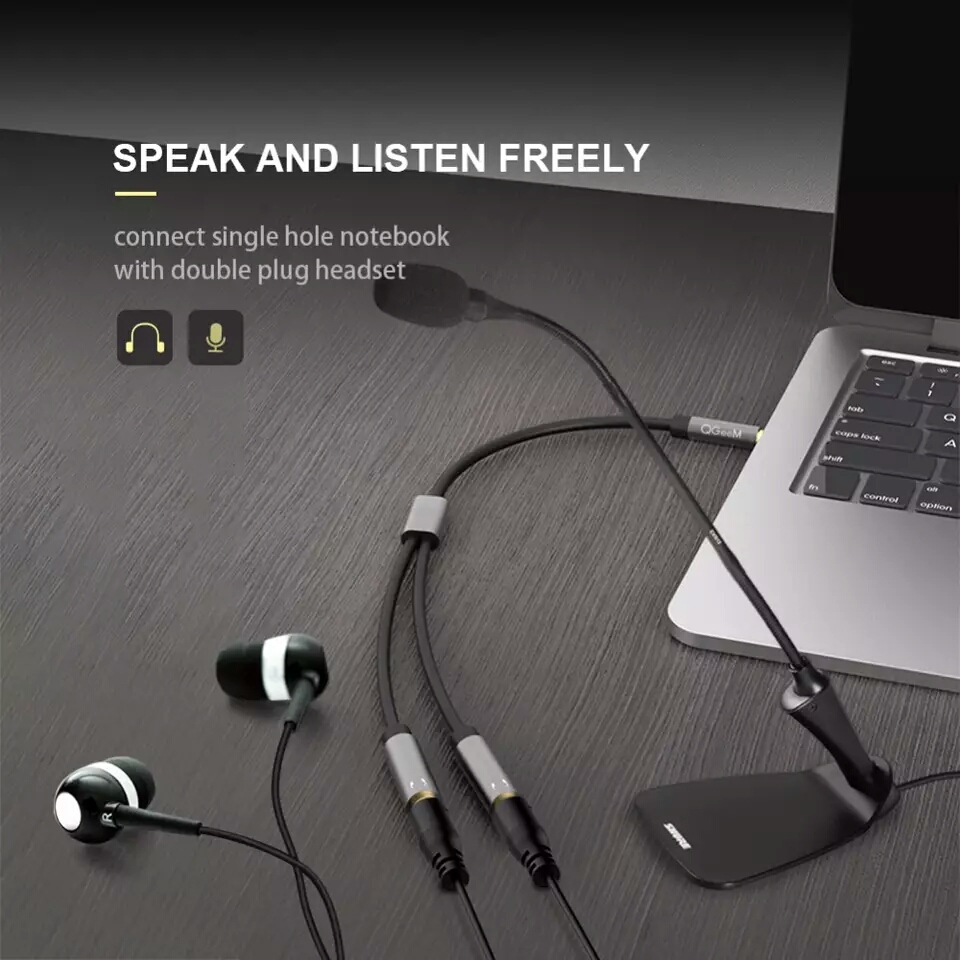 SPEAK AND LISTEN FREELY
connect single hole notebook
with double plug headset
QGeeM
esc
!
1
tab
Q
caps lock
A
shift
fn
control
alt
option
R